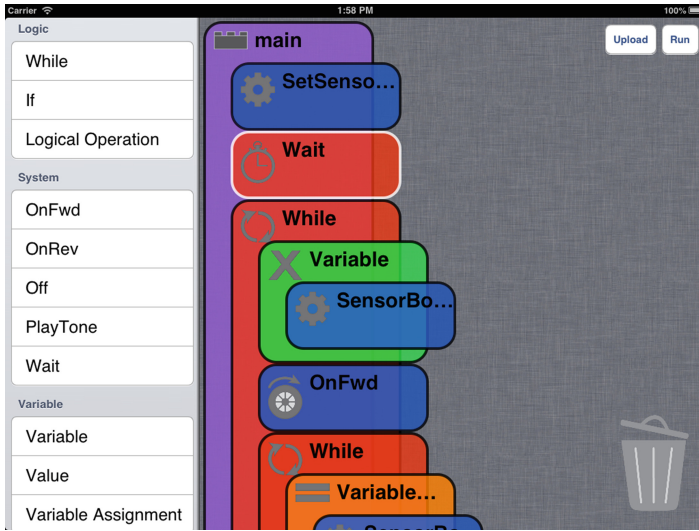 Carrier 1:58 PM 100%
Logic
While
If
Logical Operation
System
OnFwd
OnRev
Off
PlayTone
Wait
Variable
Variable
Value
Variable Assignment
main
SetSenso...
Wait
While
Variable
SensorBo...
OnFwd
While
Variable...
SensorBo...
Upload Run